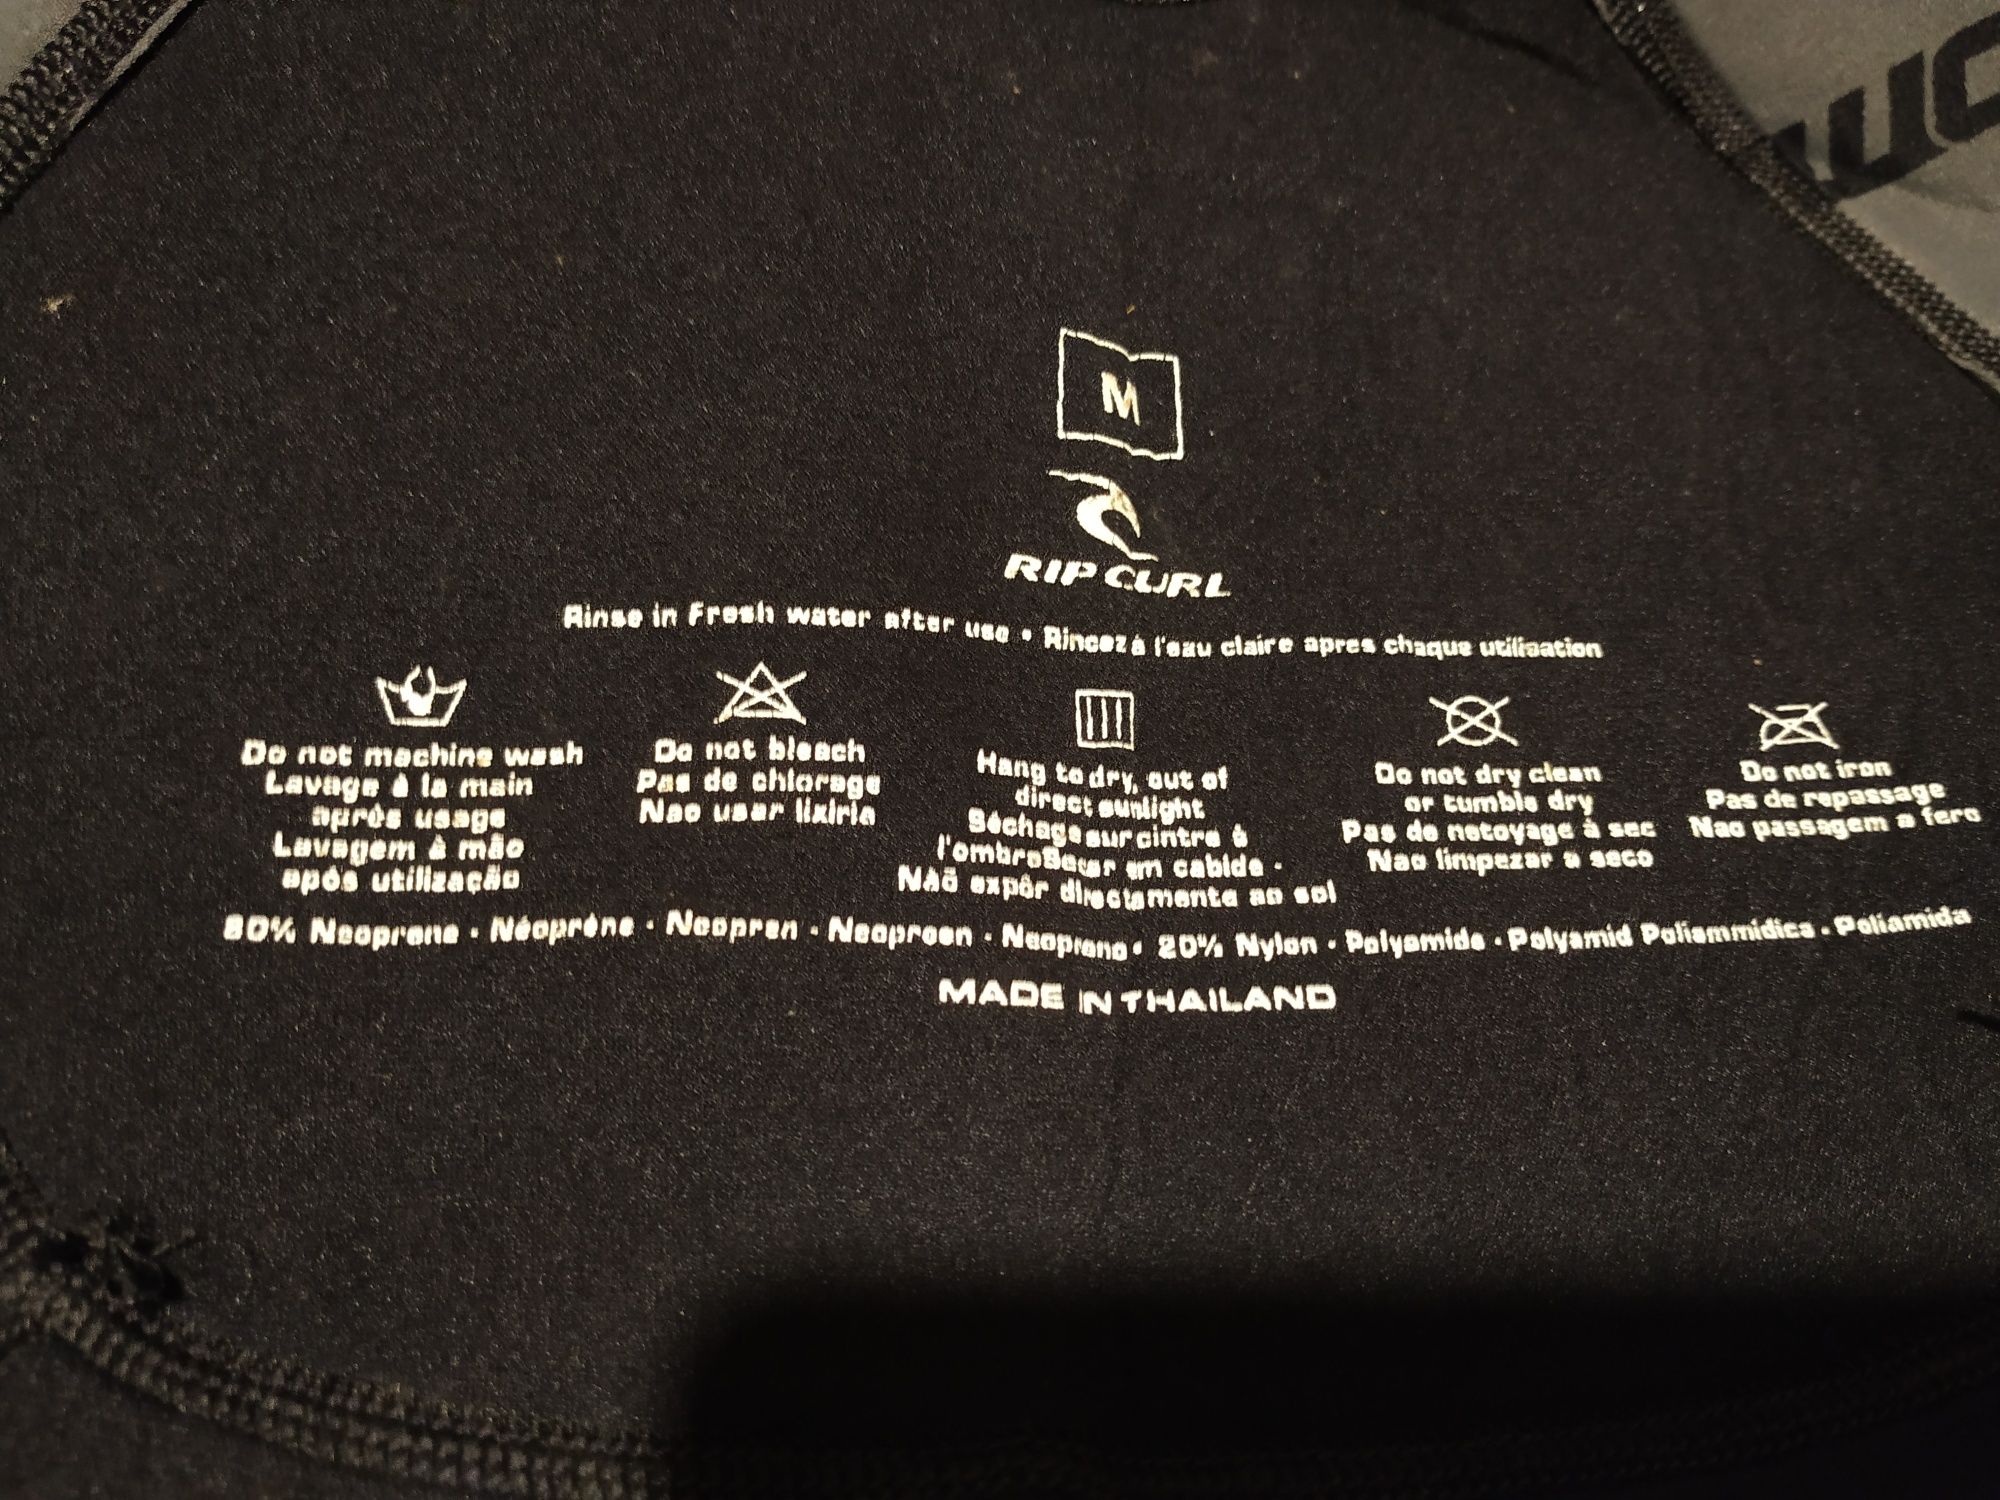 M
RIP CURL
Rinse in Fresh water after use • Rincez à l'eau claire apres chaque utilisation
Do not machine wash
Lavage à la main
après usage
Lavagem à mão
após utilização
Do not bleach
Pas de chlorage
Nao usar lixiria
Hang to dry, out of
direct sunlight
Séchage sur cintre à
l'ombreSecar em cabide -
Não expôr directamente ao sol
Do not dry clean
or tumble dry
Pas de netoyage à sec
Nao limpezar a seco
Do not iron
Pas de repassage
Nao passagem a fero
80% Neoprene · Néoprène · Neopren · Neoproen · Neopreno · 20% Nylon · Polyamide · Polyamid Poliammidica · Poliamida
MADE IN THAILAND